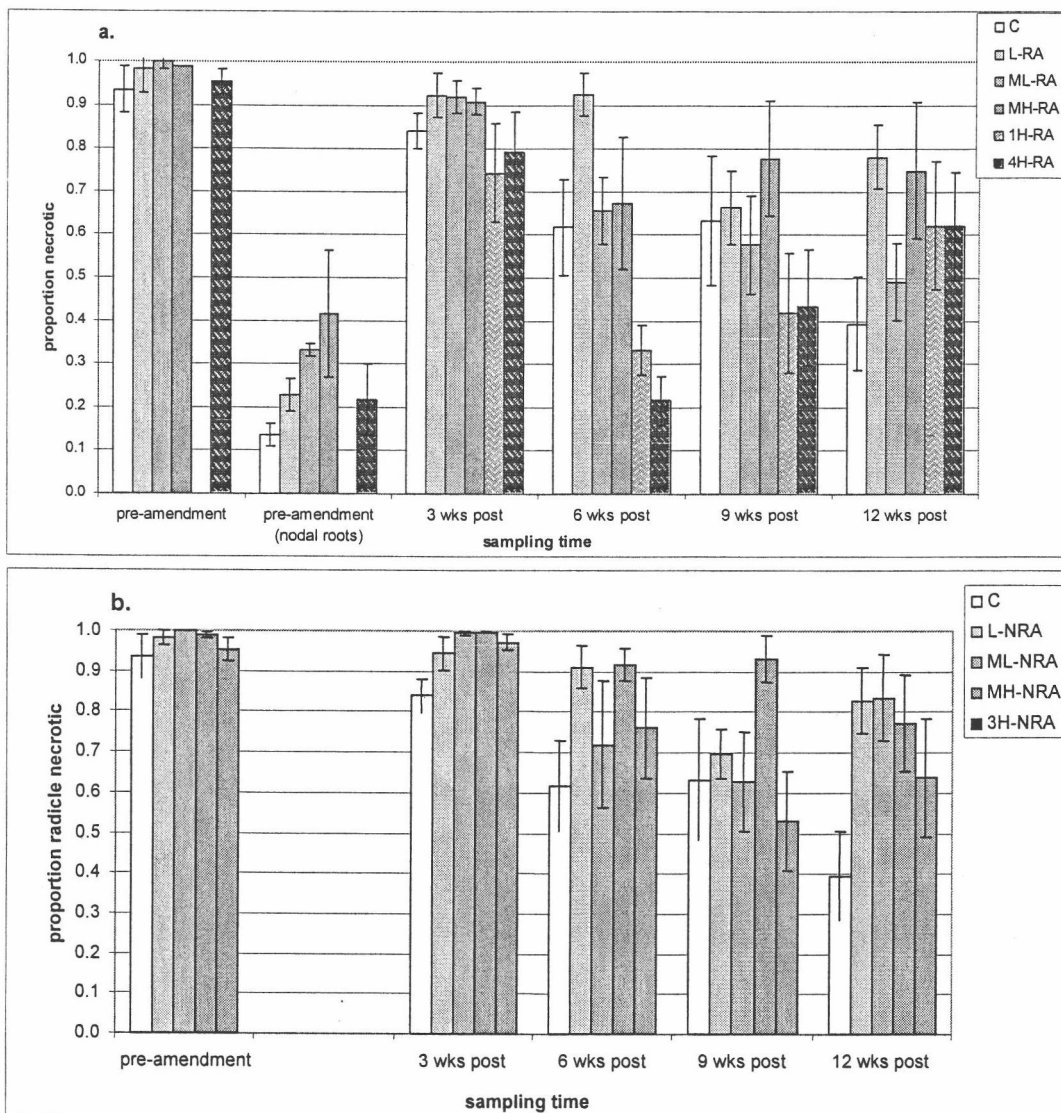 a.
C
L-RA
ML-RA
MH-RA
1H-RA
4H-RA
proportion necrotic
1.0
0.9
0.8
0.7
0.6
0.5
0.4
0.3
0.2
0.1
0.0
pre-amendment
pre-amendment
(nodal roots)
3 wks post
6 wks post
9 wks post
12 wks post
sampling time
b.
C
L-NRA
ML-NRA
MH-NRA
3H-NRA
proportion radicle necrotic
1.0
0.9
0.8
0.7
0.6
0.5
0.4
0.3
0.2
0.1
0.0
pre-amendment
3 wks post
6 wks post
9 wks post
12 wks post
sampling time